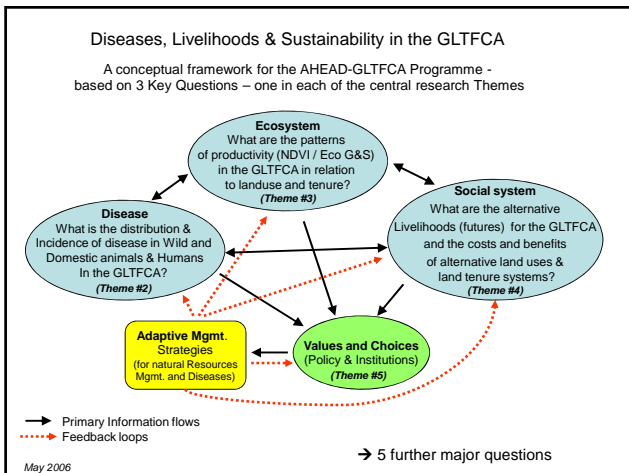 Diseases, Livelihoods & Sustainability in the GLTFCA
A conceptual framework for the AHEAD-GLTFCA Programme -
based on 3 Key Questions – one in each of the central research Themes
Ecosystem
What are the patterns
of productivity (NDVI / Eco G&S)
in the GLTFCA in relation
to landuse and tenure?
(Theme #3)
Disease
What is the distribution &
Incidence of disease in Wild and
Domestic animals & Humans
In the GLTFCA?
(Theme #2)
Social system
What are the alternative
Livelihoods (futures) for the GLTFCA
and the costs and benefits
of alternative land uses &
land tenure systems?
(Theme #4)
Adaptive Mgmt.
Strategies
(for natural Resources
Mgmt. and Diseases)
Values and Choices
(Policy & Institutions)
(Theme #5)
Primary Information flows
Feedback loops
→ 5 further major questions
May 2006